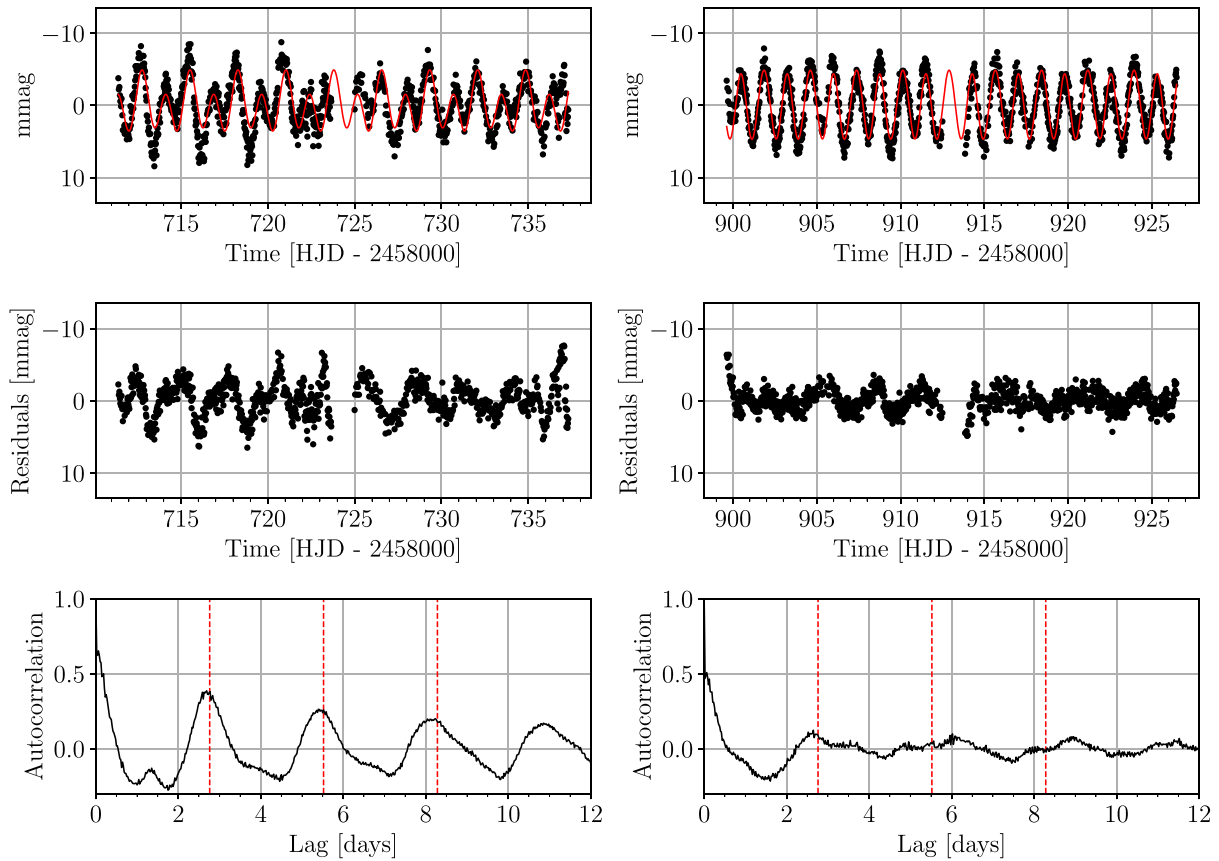 −10
0
10
mmag
715 720 725 730 735
Time [HJD - 2458000]
−10
0
10
mmag
900 905 910 915 920 925
Time [HJD - 2458000]
−10
0
10
Residuals [mmag]
715 720 725 730 735
Time [HJD - 2458000]
−10
0
10
Residuals [mmag]
900 905 910 915 920 925
Time [HJD - 2458000]
1.0
0.5
0.0
Autocorrelation
0 2 4 6 8 10 12
Lag [days]
1.0
0.5
0.0
Autocorrelation
0 2 4 6 8 10 12
Lag [days]